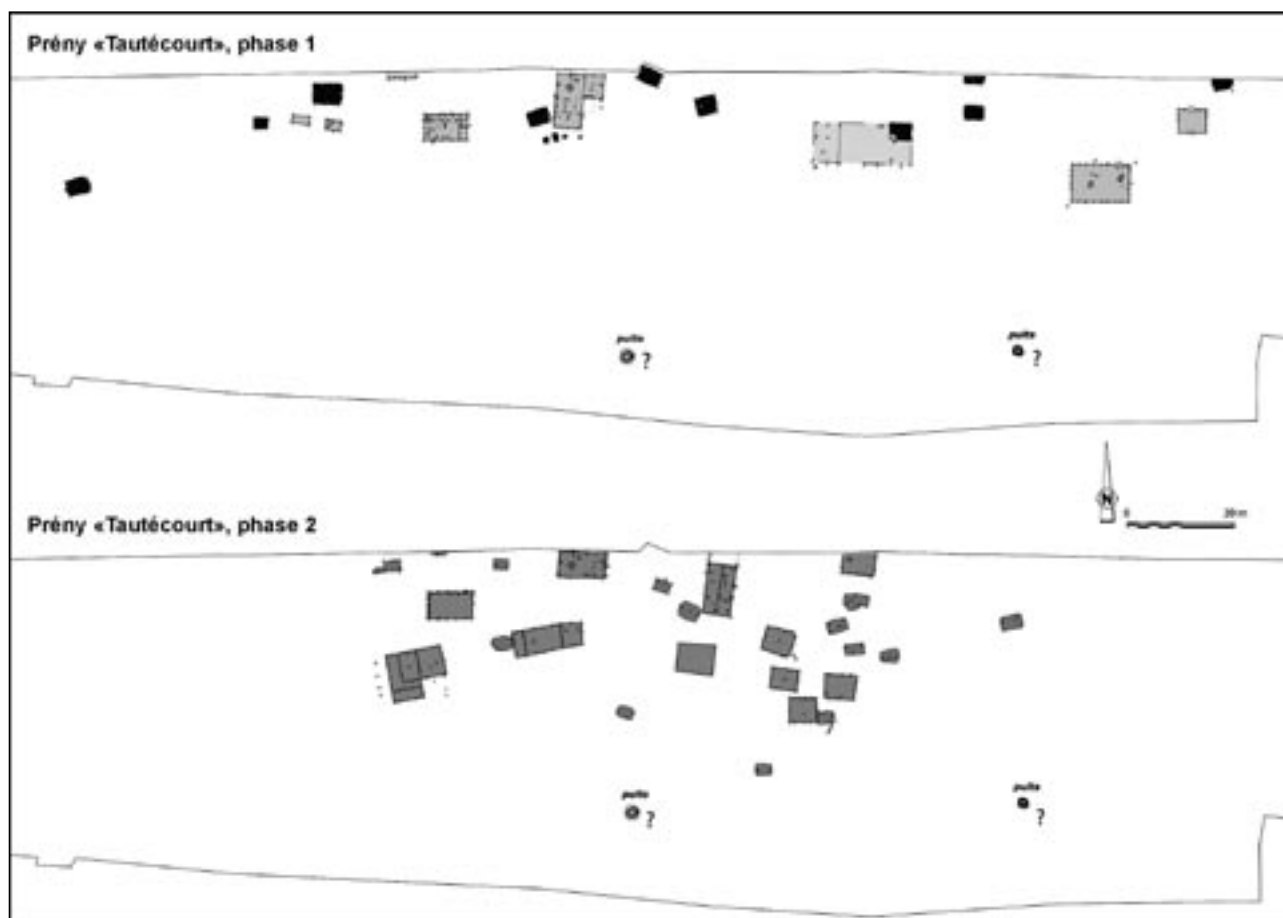 Prény «Tautécourt», phase 1
puits
?
puits
?
N
0 20 m
Prény «Tautécourt», phase 2
puits
?
puits
?